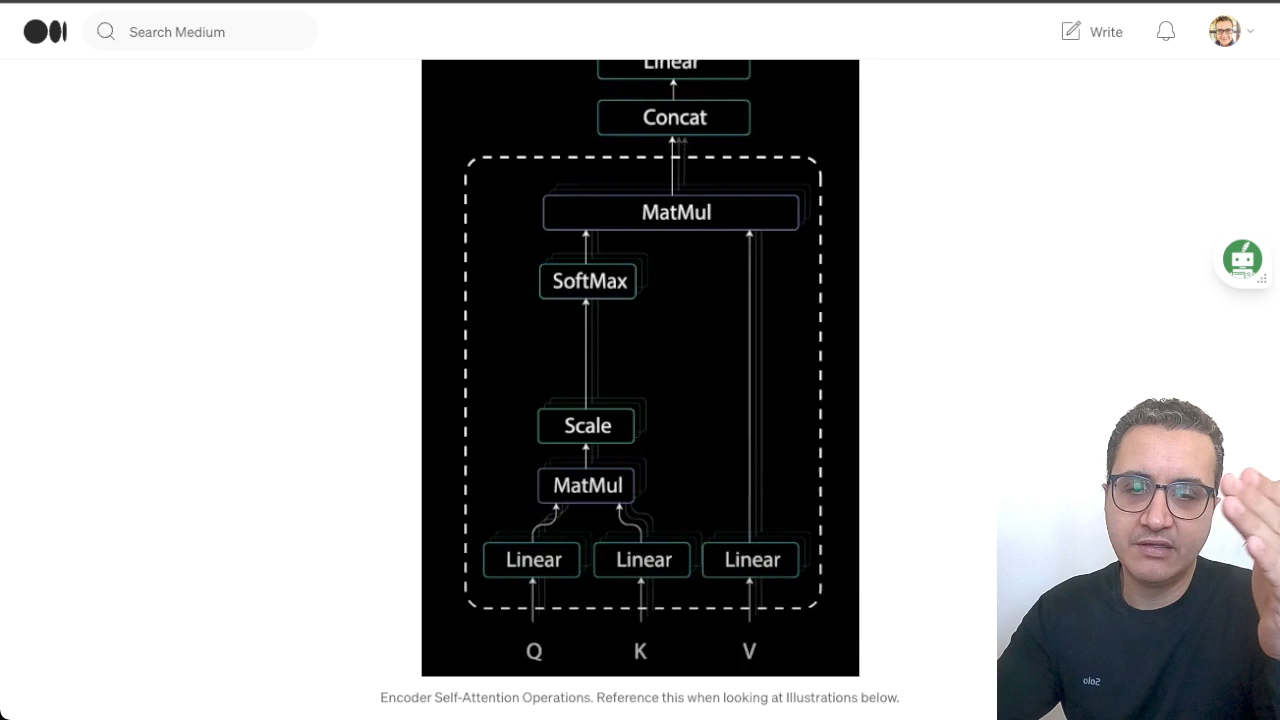 Search Medium
Write
Linear
Concat
MatMul
SoftMax
Scale
MatMul
Linear Linear Linear
Q K V
Encoder Self-Attention Operations. Reference this when looking at Illustrations below.